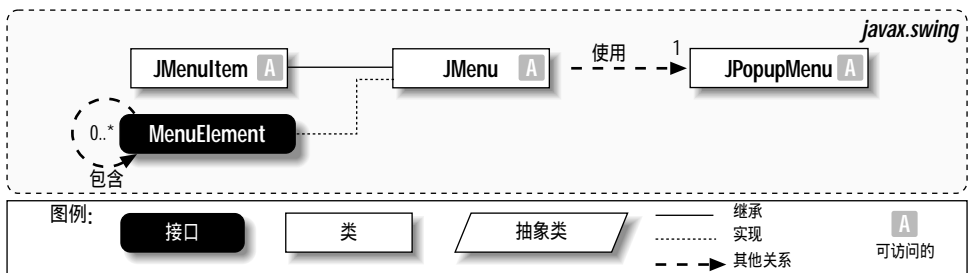 javax.swing
JMenuItem A
JMenu A
使用
1
JPopupMenu A
0..*
MenuElement
包含
图例:
接口
类
抽象类
继承
实现
其他关系
A
可访问的